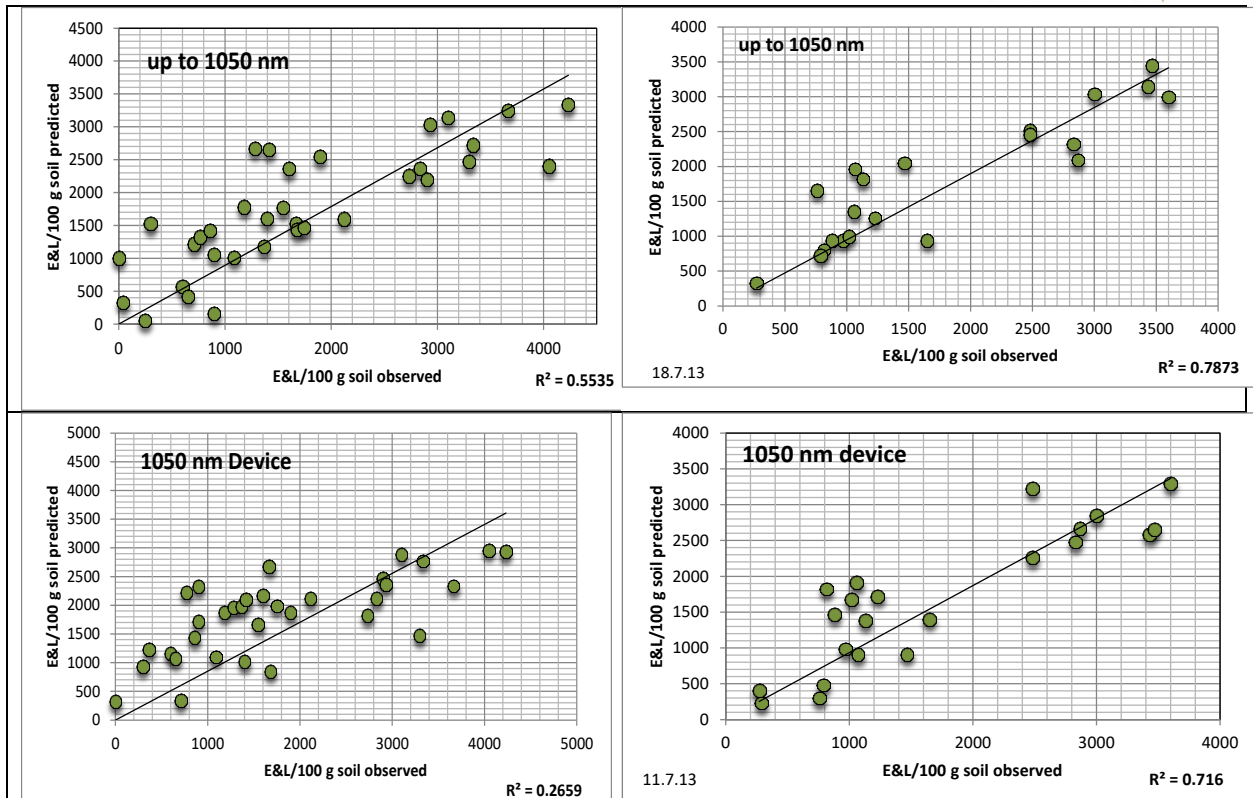 up to 1050 nm
E&L/100 g soil predicted
4500
4000
3500
3000
2500
2000
1500
1000
500
0
0 1000 2000 3000 4000
E&L/100 g soil observed
R² = 0.5535
up to 1050 nm
E&L/100 g soil predicted
4000
3500
3000
2500
2000
1500
1000
500
0
0 500 1000 1500 2000 2500 3000 3500 4000
E&L/100 g soil observed
18.7.13
R² = 0.7873
1050 nm Device
E&L/100 g soil predicted
5000
4500
4000
3500
3000
2500
2000
1500
1000
500
0
0 1000 2000 3000 4000 5000
E&L/100 g soil observed
R² = 0.2659
1050 nm device
E&L/100 g soil predicted
4000
3500
3000
2500
2000
1500
1000
500
0
0 1000 2000 3000 4000
E&L/100 g soil observed
11.7.13
R² = 0.716